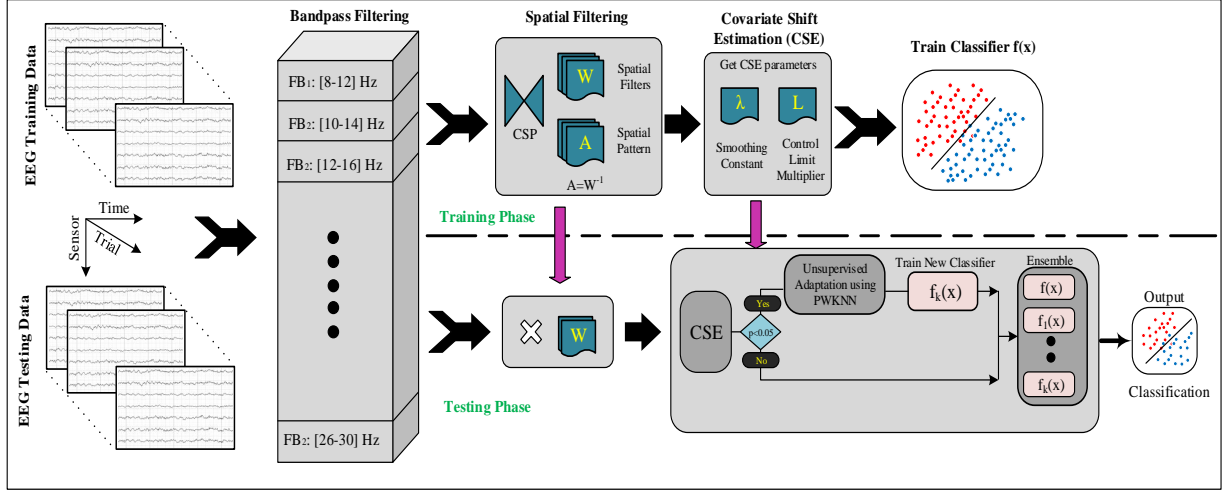 EEG Training Data
Bandpass Filtering
FB1: [8-12] Hz
FB2: [10-14] Hz
FB2: [12-16] Hz
FB2: [26-30] Hz
Spatial Filtering
CSP
W
Spatial
Filters
A
Spatial
Pattern
A=W⁻¹
Covariate Shift
Estimation (CSE)
Get CSE parameters
λ
Smoothing
Constant
L
Control
Limit
Multiplier
Train Classifier f(x)
Time
Trial
Sensor
Training Phase
EEG Testing Data
Testing Phase
W
CSE
p<0.05
Yes
No
Unsupervised
Adaptation using
PWKNN
Train New Classifier
fk(x)
Ensemble
f(x)
f1(x)
fk(x)
Output
Classification